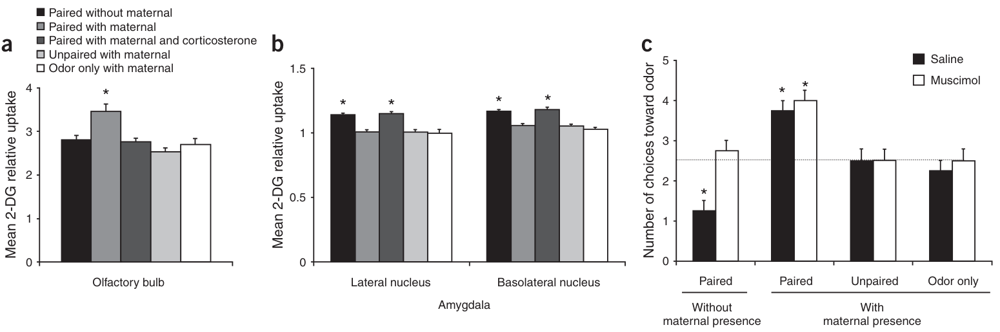 Paired without maternal
Paired with maternal
Paired with maternal and corticosterone
Unpaired with maternal
Odor only with maternal
a
Mean 2-DG relative uptake
4
3
2
1
0
*
Olfactory bulb
b
Mean 2-DG relative uptake
1.5
1
0.5
0
*
*
*
*
Lateral nucleus
Basolateral nucleus
Amygdala
c
Number of choices toward odor
5
4
3
2
1
0
Saline
Muscimol
*
*
*
Paired
Paired
Unpaired
Odor only
Without
maternal presence
With
maternal presence